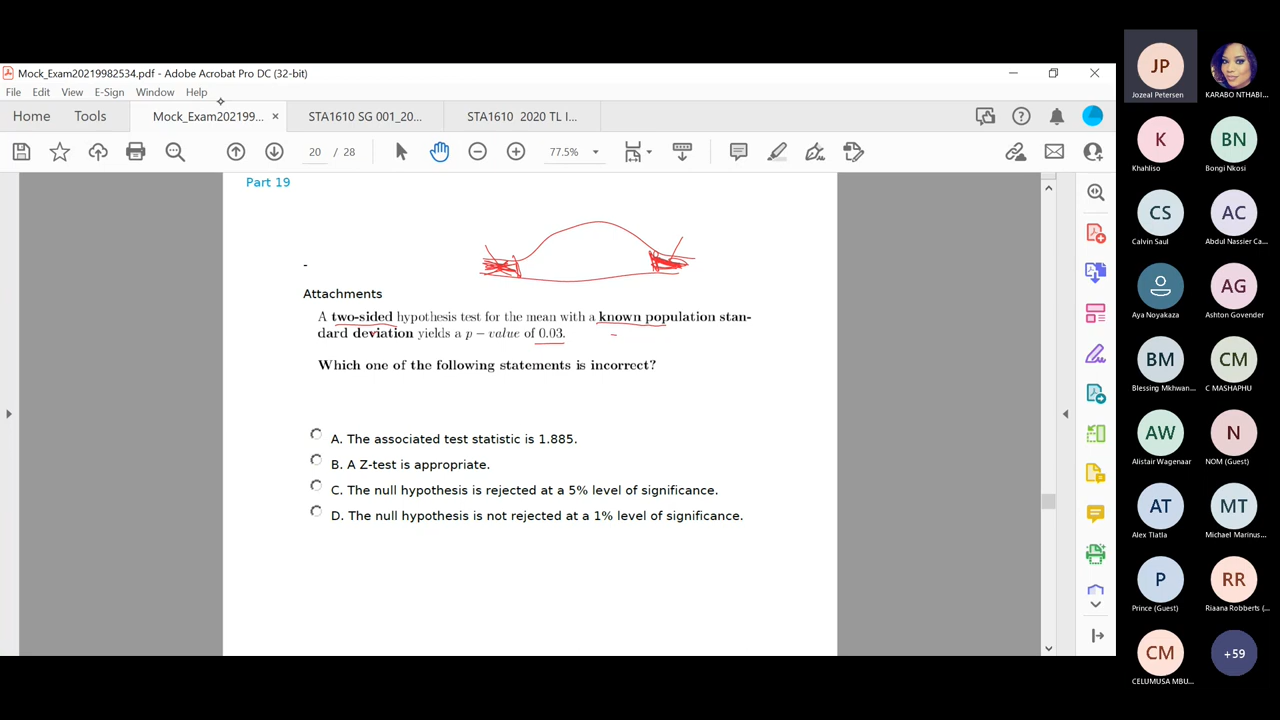 Mock_Exam20219982534.pdf - Adobe Acrobat Pro DC (32-bit)
File Edit View E-Sign Window Help
Home Tools Mock_Exam202199... × STA1610 SG 001_20... STA1610 2020 TL I...
20 / 28 77.5%
Part 19
-
Attachments
A two-sided hypothesis test for the mean with a known population stan-
dard deviation yields a p − value of 0.03.
Which one of the following statements is incorrect?
A. The associated test statistic is 1.885.
B. A Z-test is appropriate.
C. The null hypothesis is rejected at a 5% level of significance.
D. The null hypothesis is not rejected at a 1% level of significance.
JP
Jozeal Petersen KARABO NTHABI...
K BN
Khahliso Bongi Nkosi
CS AC
Calvin Saul Abdul Nassier Ca...
AG
Aya Noyakaza Ashton Govender
BM CM
Blessing Mkhwan... C MASHAPHU
AW N
Alistair Wagenaar NOM (Guest)
AT MT
Alex Tlatla Michael Marinus...
P RR
Prince (Guest) Riaana Robberts (...
CM +59
CELUMUSA MBU...